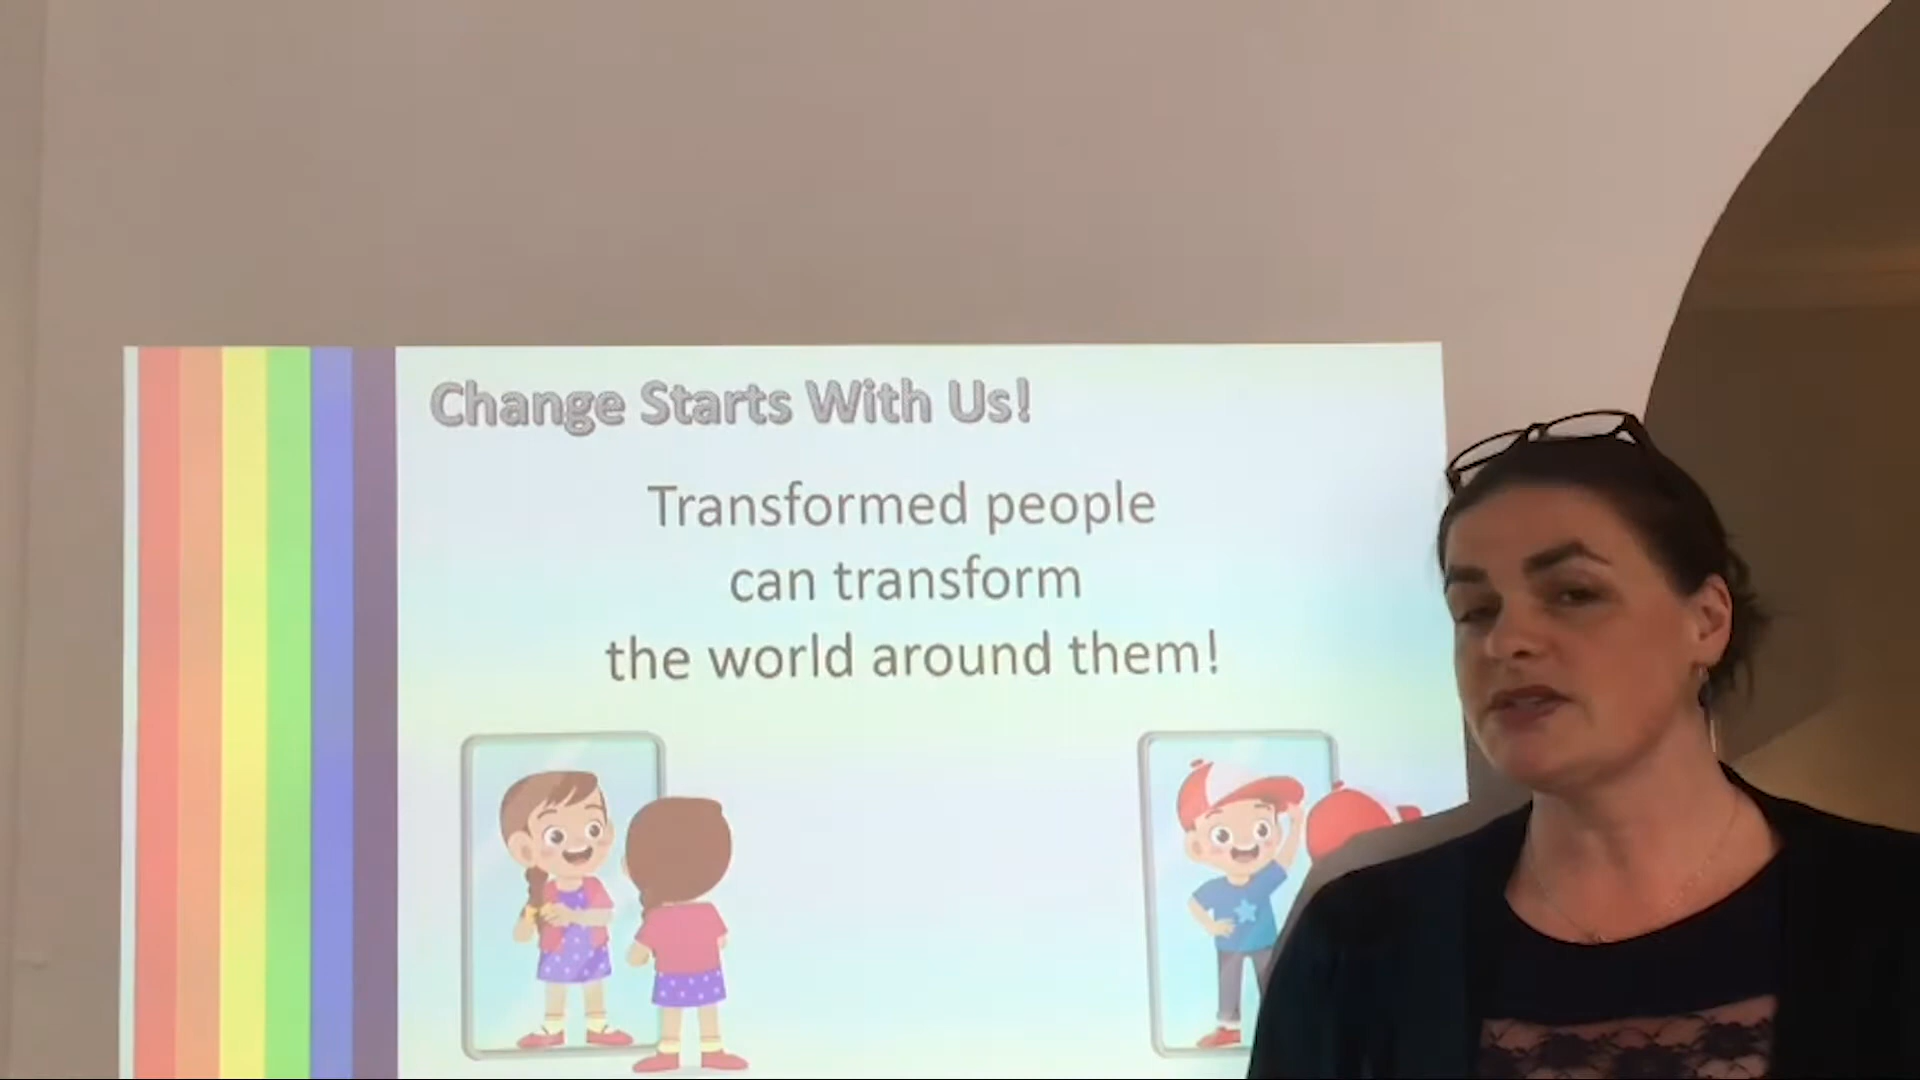 Change Starts With Us!
Transformed people
can transform
the world around them!